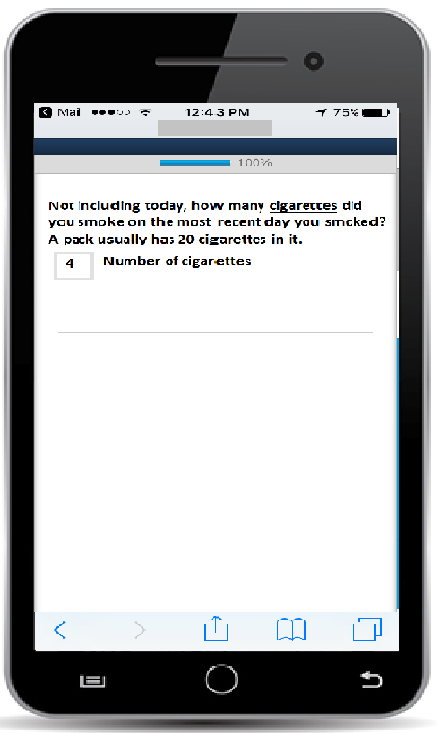 Mail 12:43 PM 75%
100%
Not including today, how many cigarettes did
you smoke on the most recent day you smoked?
A pack usually has 20 cigarettes in it.
4 Number of cigarettes